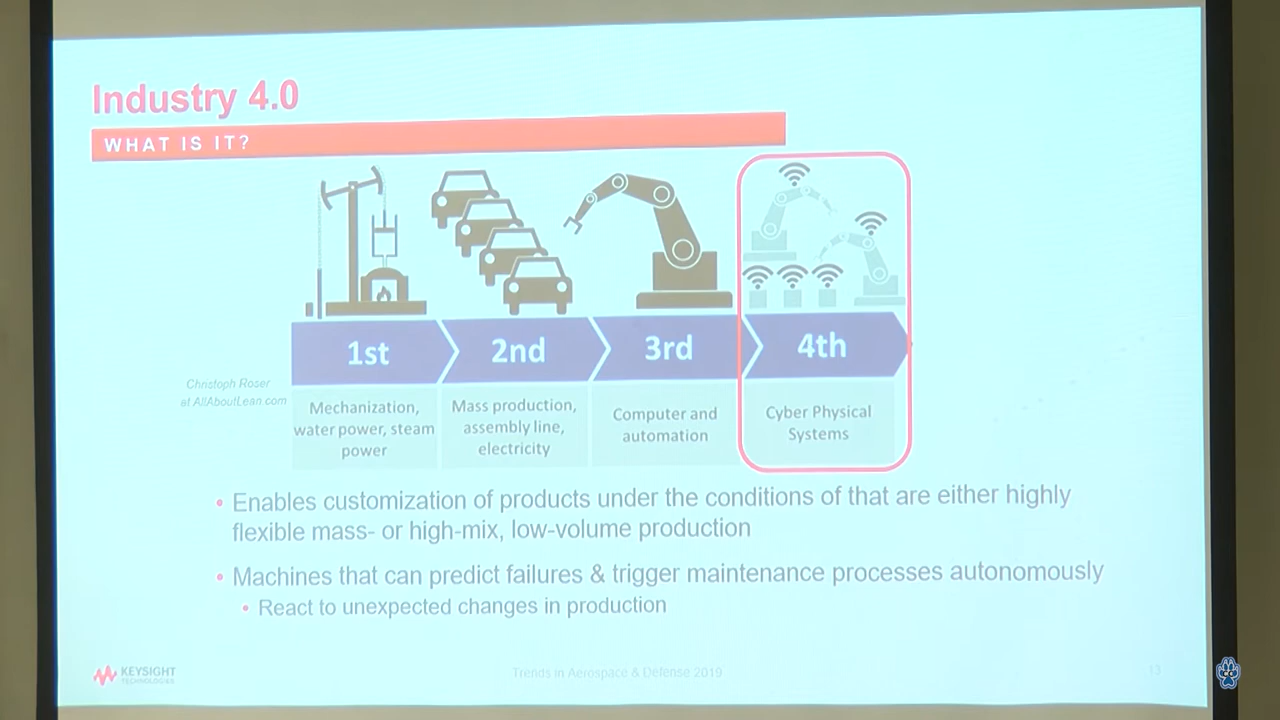 Industry 4.0
WHAT IS IT?
1st
2nd
3rd
4th
Christoph Roser
at AllAboutLean.com
Mechanization,
water power, steam
power
Mass production,
assembly line,
electricity
Computer and
automation
Cyber Physical
Systems
• Enables customization of products under the conditions of that are either highly
flexible mass- or high-mix, low-volume production
• Machines that can predict failures & trigger maintenance processes autonomously
• React to unexpected changes in production
KEYSIGHT
TECHNOLOGIES
Trends in Aerospace & Defense 2019
13